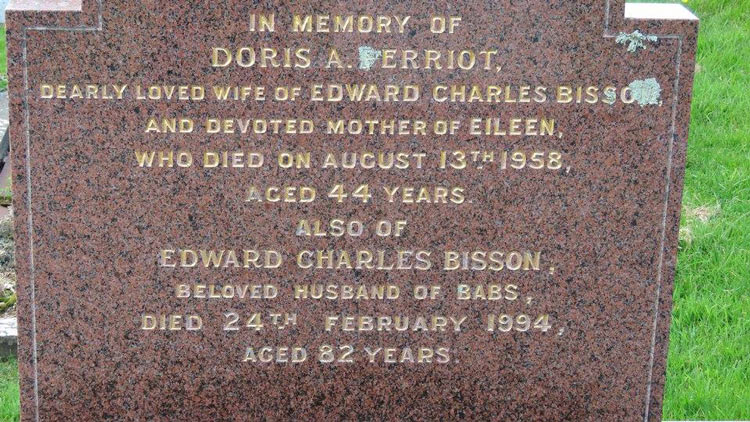 IN MEMORY OF
DORIS A.
DEARLY LOVED WIFE OF EDWARD CHARLES BISSON
AND DEVOTED MOTHER OF EILEEN,
WHO DIED ON AUGUST 13TH 1958,
AGED 44 YEARS.
ALSO OF
EDWARD CHARLES BISSON,
BELOVED HUSBAND OF BABS,
DIED 24TH FEBRUARY 1994,
AGED 82 YEARS.